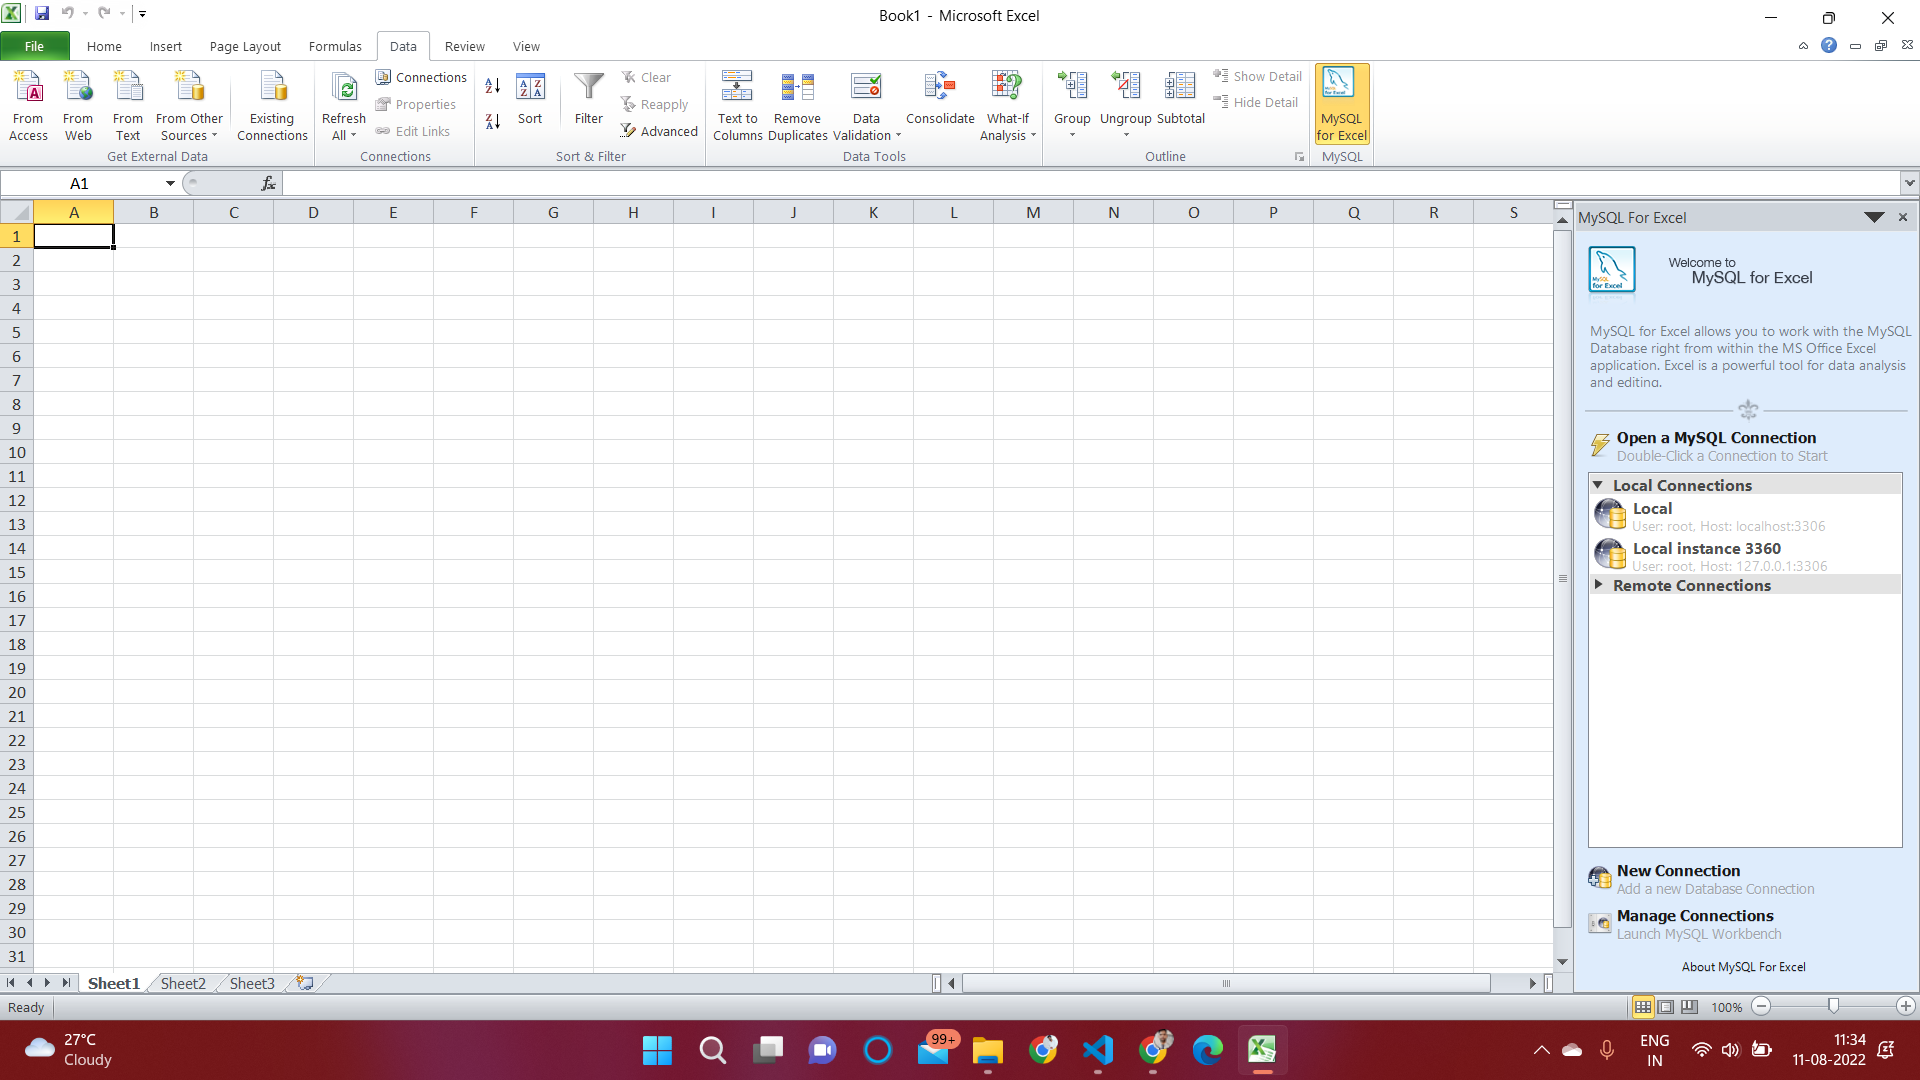 Book1 - Microsoft Excel
File Home Insert Page Layout Formulas Data Review View
From Access
From Web
From Text
From Other Sources
Existing Connections
Get External Data
Refresh All
Connections
Properties
Edit Links
Connections
Sort
Filter
Clear
Reapply
Advanced
Sort & Filter
Text to Columns
Remove Duplicates
Data Validation
Consolidate
What-If Analysis
Data Tools
Group
Ungroup
Subtotal
Show Detail
Hide Detail
Outline
MySQL for Excel
MySQL
A1
fx
A B C D E F G H I J K L M N O P Q R S
1
2
3
4
5
6
7
8
9
10
11
12
13
14
15
16
17
18
19
20
21
22
23
24
25
26
27
28
29
30
31
MySQL For Excel
Welcome to
MySQL for Excel
MySQL for Excel allows you to work with the MySQL
Database right from within the MS Office Excel
application. Excel is a powerful tool for data analysis
and editing.
Open a MySQL Connection
Double-Click a Connection to Start
Local Connections
Local
User: root, Host: localhost:3306
Local instance 3360
User: root, Host: 127.0.0.1:3306
Remote Connections
New Connection
Add a new Database Connection
Manage Connections
Launch MySQL Workbench
About MySQL For Excel
Sheet1 Sheet2 Sheet3
Ready
100%
27°C
Cloudy
99+
ENG
IN
11:34
11-08-2022